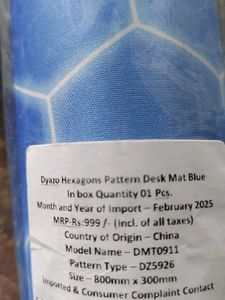 Dyazo Hexagons Pattern Desk Mat Blue
In box Quantity 01 Pcs.
Month and Year of Import – February 2025
MRP-Rs:999 /- (Incl. of all taxes)
Country of Origin – China
Model Name – DMT0911
Pattern Type – DZ5926
Size – 800mm x 300mm
Imported & Consumer Complaint Contact